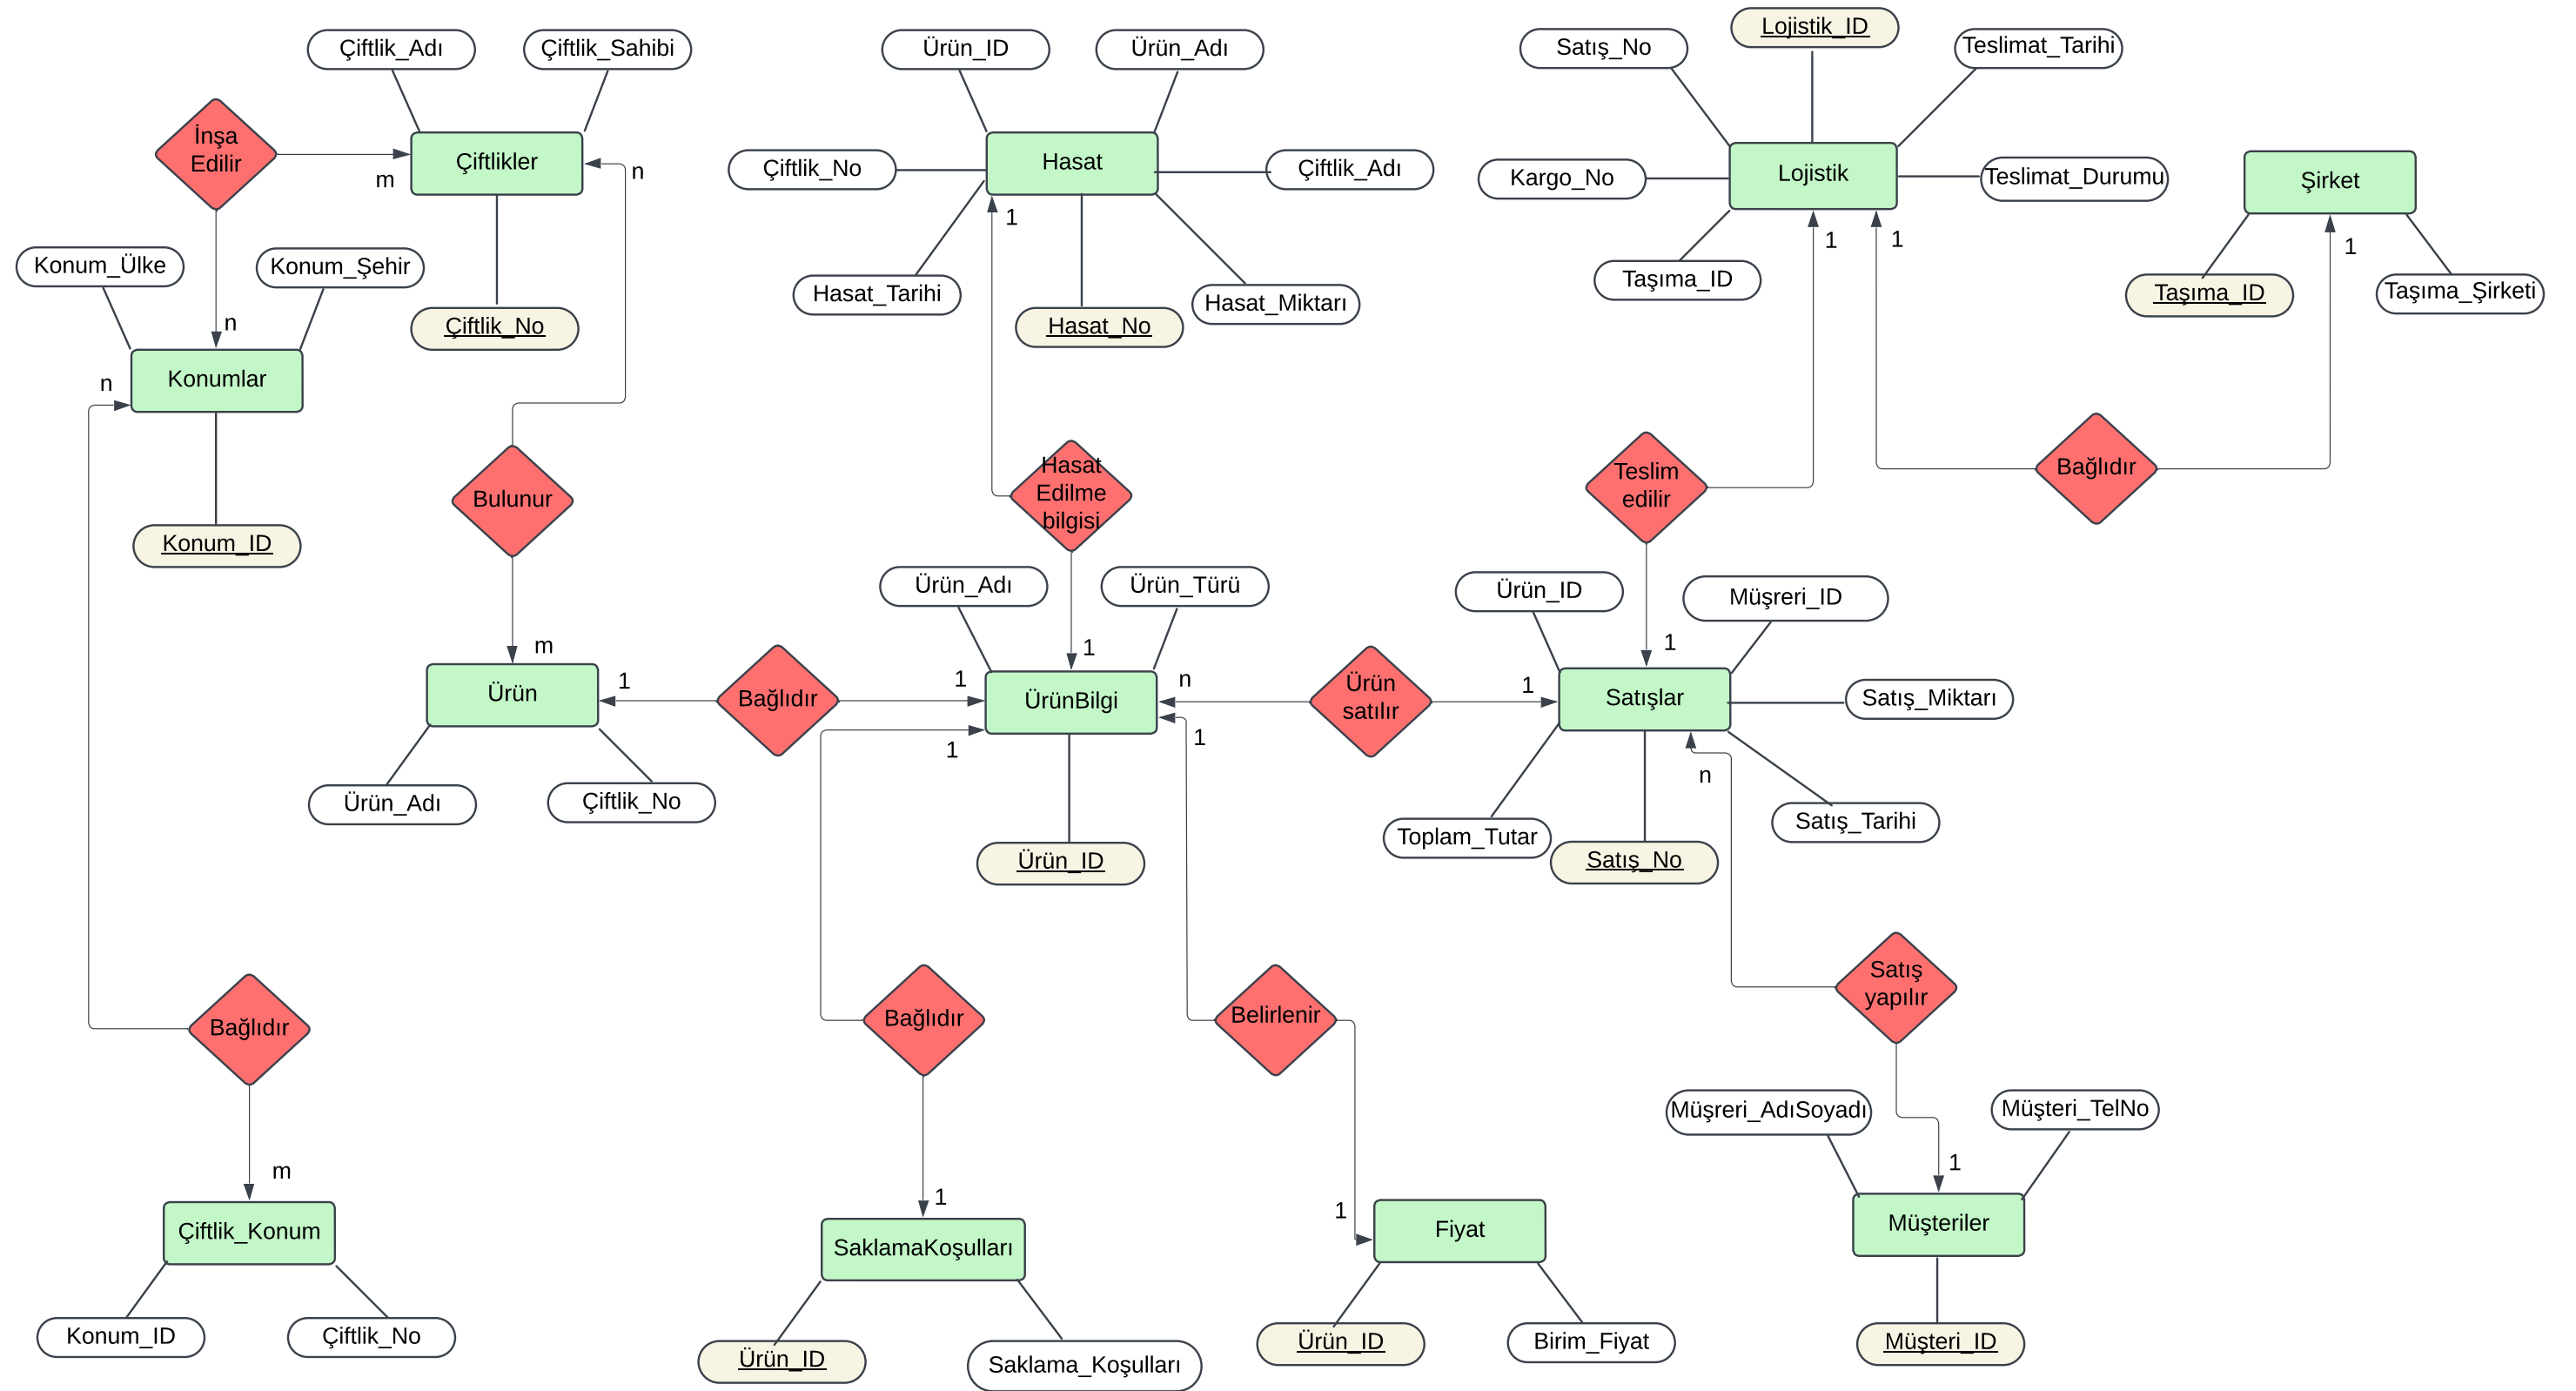 Lojistik_ID
Çiftlik_Adı
Çiftlik_Sahibi
Ürün_ID
Ürün_Adı
Satış_No
Teslimat_Tarihi
İnşa
Edilir
Çiftlikler
Hasat
Çiftlik_No
Çiftlik_Adı
Lojistik
Kargo_No
Teslimat_Durumu
Şirket
m
n
1
1
1
1
Konum_Ülke
Konum_Şehir
Taşıma_ID
Taşıma_ID
Taşıma_Şirketi
Hasat_Tarihi
Hasat_Miktarı
n
Çiftlik_No
Hasat_No
Konumlar
n
Hasat
Edilme
bilgisi
Teslim
edilir
Bağlıdır
Bulunur
Konum_ID
Ürün_Adı
Ürün_Türü
Ürün_ID
Müşreri_ID
m
1
1
Ürün
1
Bağlıdır
1
ÜrünBilgi
n
Ürün
satılır
1
Satışlar
Satış_Miktarı
1
1
n
Ürün_Adı
Çiftlik_No
Toplam_Tutar
Satış_Tarihi
Ürün_ID
Satış_No
Satış
yapılır
Bağlıdır
Bağlıdır
Belirlenir
Müşreri_AdıSoyadı
Müşteri_TelNo
m
1
1
1
Çiftlik_Konum
SaklamaKoşulları
Fiyat
Müşteriler
Konum_ID
Çiftlik_No
Ürün_ID
Saklama_Koşulları
Ürün_ID
Birim_Fiyat
Müşteri_ID